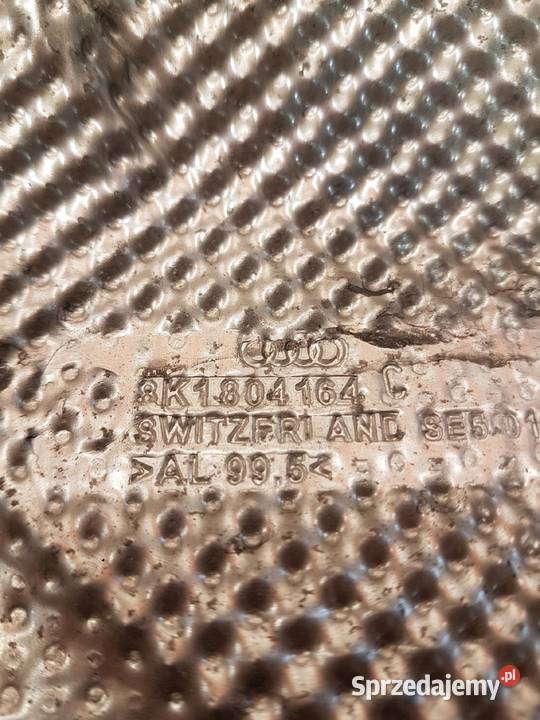 8K1804164 C
SWITZERLAND SE5-01
>AL 99,5<
Sprzedajemy.pl